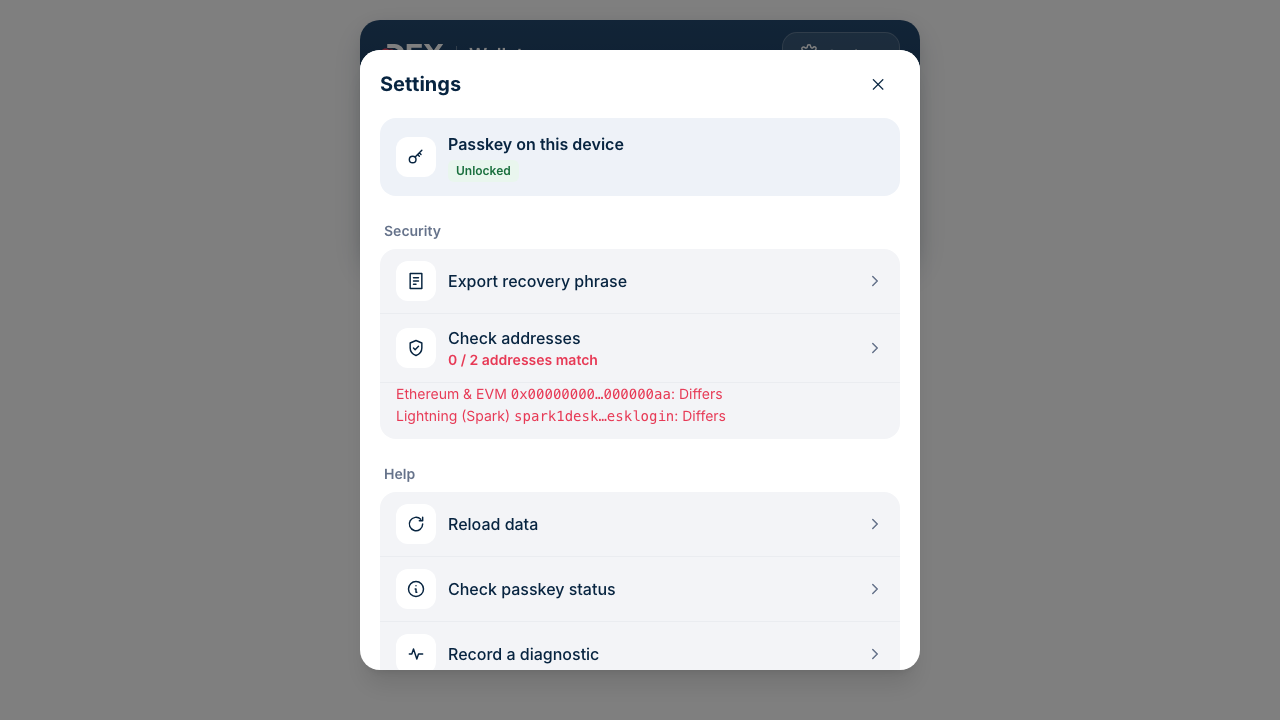 Settings
Passkey on this device
Unlocked
Security
Export recovery phrase
Check addresses
0 / 2 addresses match
Ethereum & EVM 0x00000000…000000aa: Differs
Lightning (Spark) spark1desk…esklogin: Differs
Help
Reload data
Check passkey status
Record a diagnostic